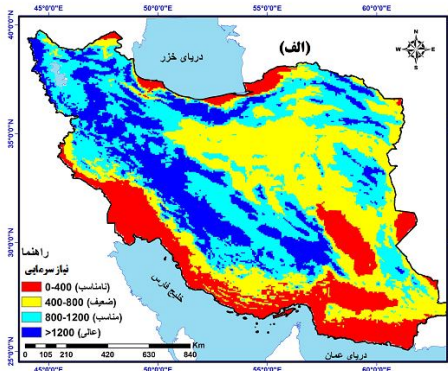 45°0'0"E 50°0'0"E 55°0'0"E 60°0'0"E
40°0'0"N
35°0'0"N
30°0'0"N
25°0'0"N
(الف)
N
W E
S
دریای خزر
خلیج فارس
دریای عمان
راهنما
نیازسرمایی
0-400 (نامناسب)
400-800 (ضعیف)
800-1200 (مناسب)
>1200 (عالی)
Km
0 105 210 420 630 840